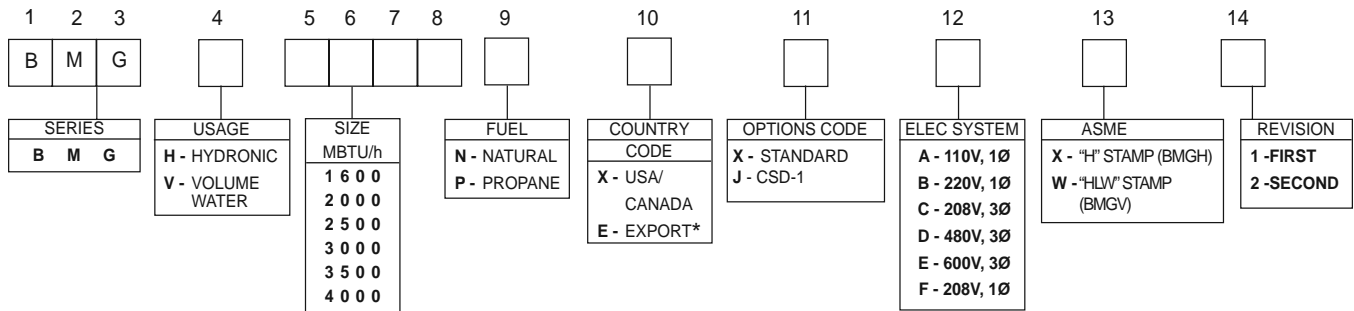 1 2 3 4 5 6 7 8 9 10 11 12 13 14
B M G
SERIES
B M G
USAGE
H - HYDRONIC
V - VOLUME
WATER
SIZE
MBTU/h
1 6 0 0
2 0 0 0
2 5 0 0
3 0 0 0
3 5 0 0
4 0 0 0
FUEL
N - NATURAL
P - PROPANE
COUNTRY
CODE
X - USA/
CANADA
E - EXPORT*
OPTIONS CODE
X - STANDARD
J - CSD-1
ELEC SYSTEM
A - 110V, 1Ø
B - 220V, 1Ø
C - 208V, 3Ø
D - 480V, 3Ø
E - 600V, 3Ø
F - 208V, 1Ø
ASME
X - “H” STAMP (BMGH)
W - “HLW” STAMP
(BMGV)
REVISION
1 -FIRST
2 -SECOND